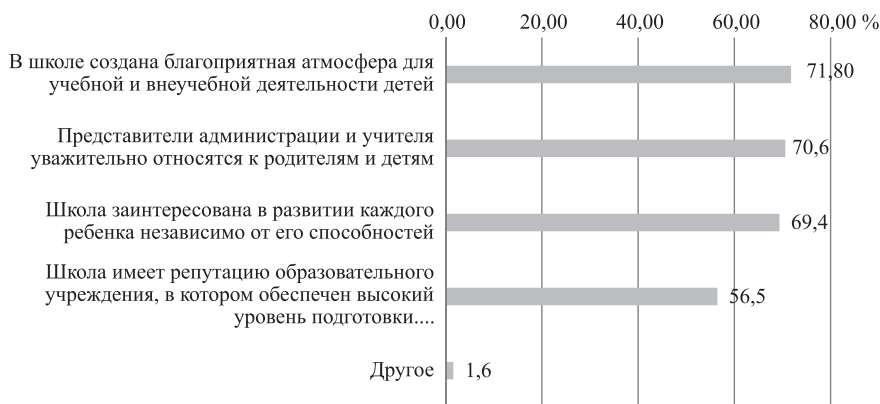 0,00 20,00 40,00 60,00 80,00 %
В школе создана благоприятная атмосфера для
учебной и внеучебной деятельности детей
71,80
Представители администрации и учителя
уважительно относятся к родителям и детям
70,6
Школа заинтересована в развитии каждого
ребенка независимо от его способностей
69,4
Школа имеет репутацию образовательного
учреждения, в котором обеспечен высокий
уровень подготовки....
56,5
Другое
1,6